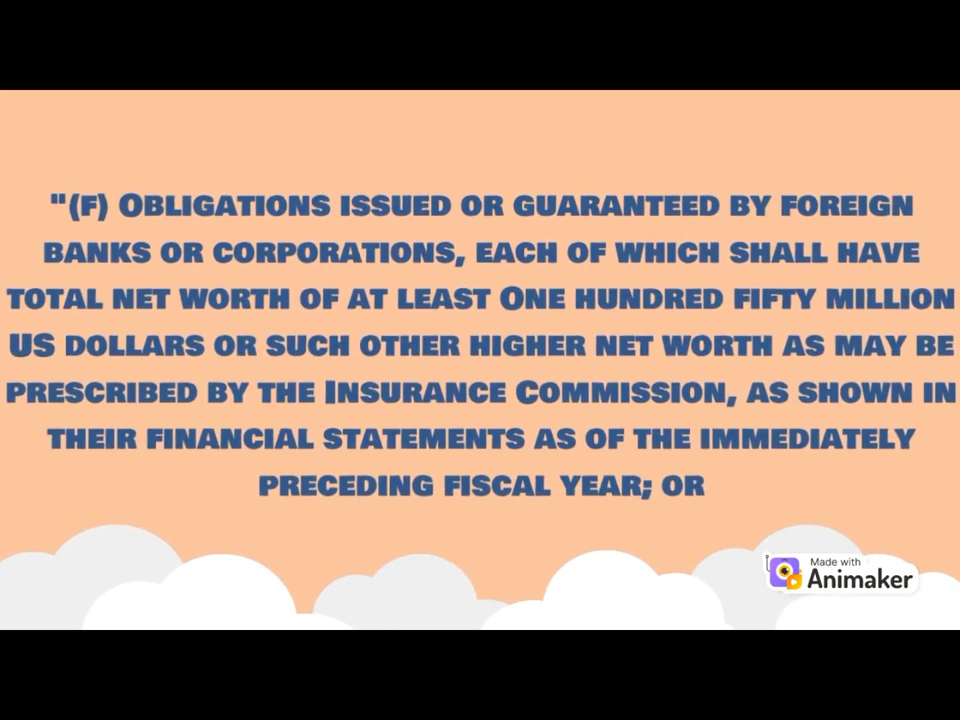 "(f) Obligations issued or guaranteed by foreign
banks or corporations, each of which shall have
total net worth of at least One hundred fifty million
US dollars or such other higher net worth as may be
prescribed by the Insurance Commission, as shown in
their financial statements as of the immediately
preceding fiscal year; or
Made with
Animaker